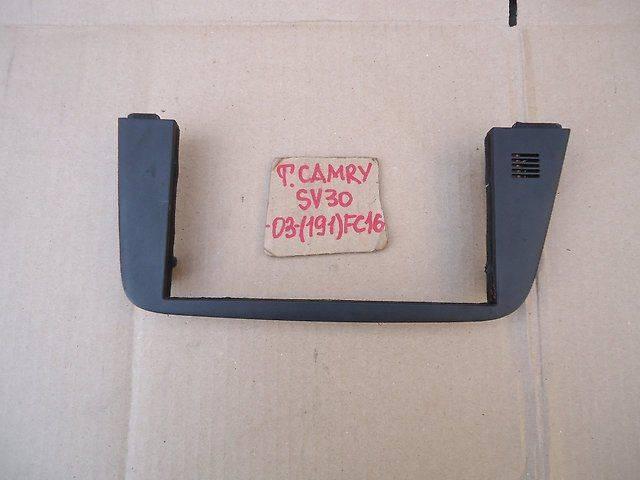 T. CAMRY
SV30
-03-(191)FC16